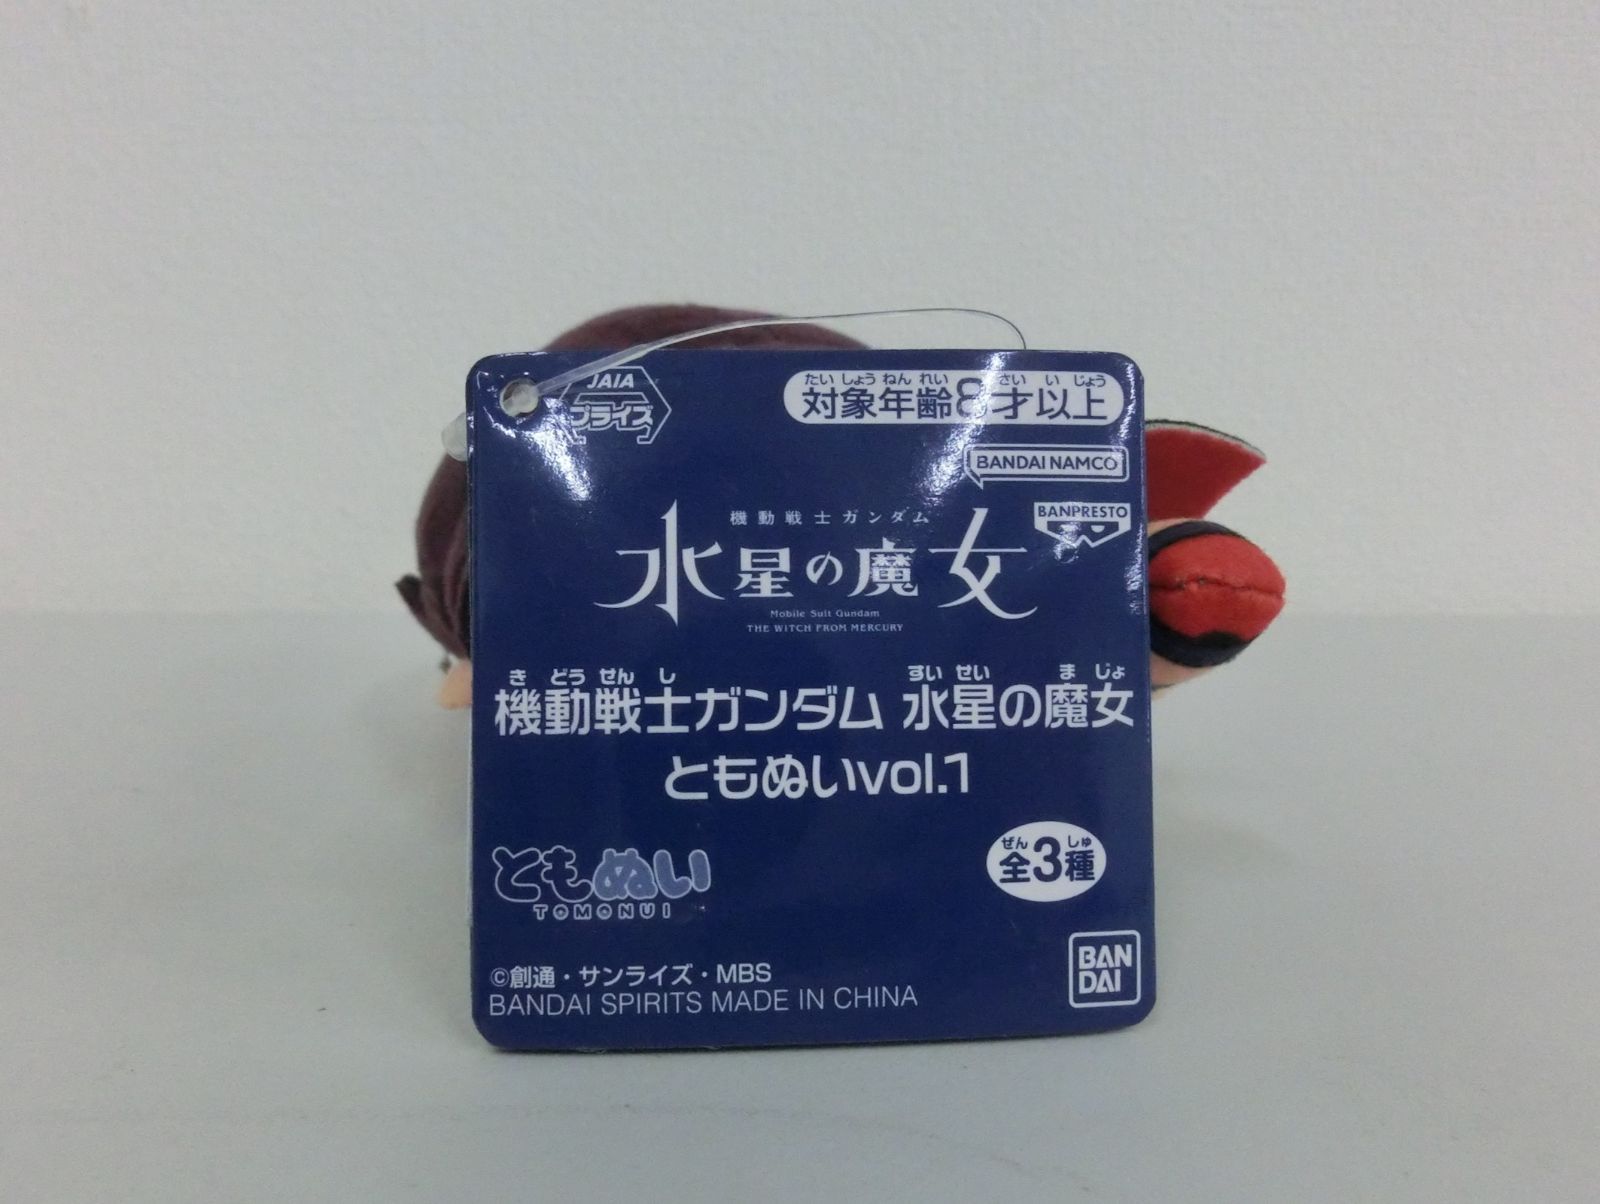 JAIA
プライズ
たいしょうねんれい さいいじょう
対象年齢8才以上
BANDAI NAMCO
BANPRESTO
機動戦士ガンダム
水星の魔女
Mobile Suit Gundam
THE WITCH FROM MERCURY
きどうせんし すいせい まじょ
機動戦士ガンダム 水星の魔女
ともぬいvol.1
ぜん しゅ
全3種
ともぬい
TOMONUI
©創通・サンライズ・MBS
BANDAI SPIRITS MADE IN CHINA
BAN
DAI